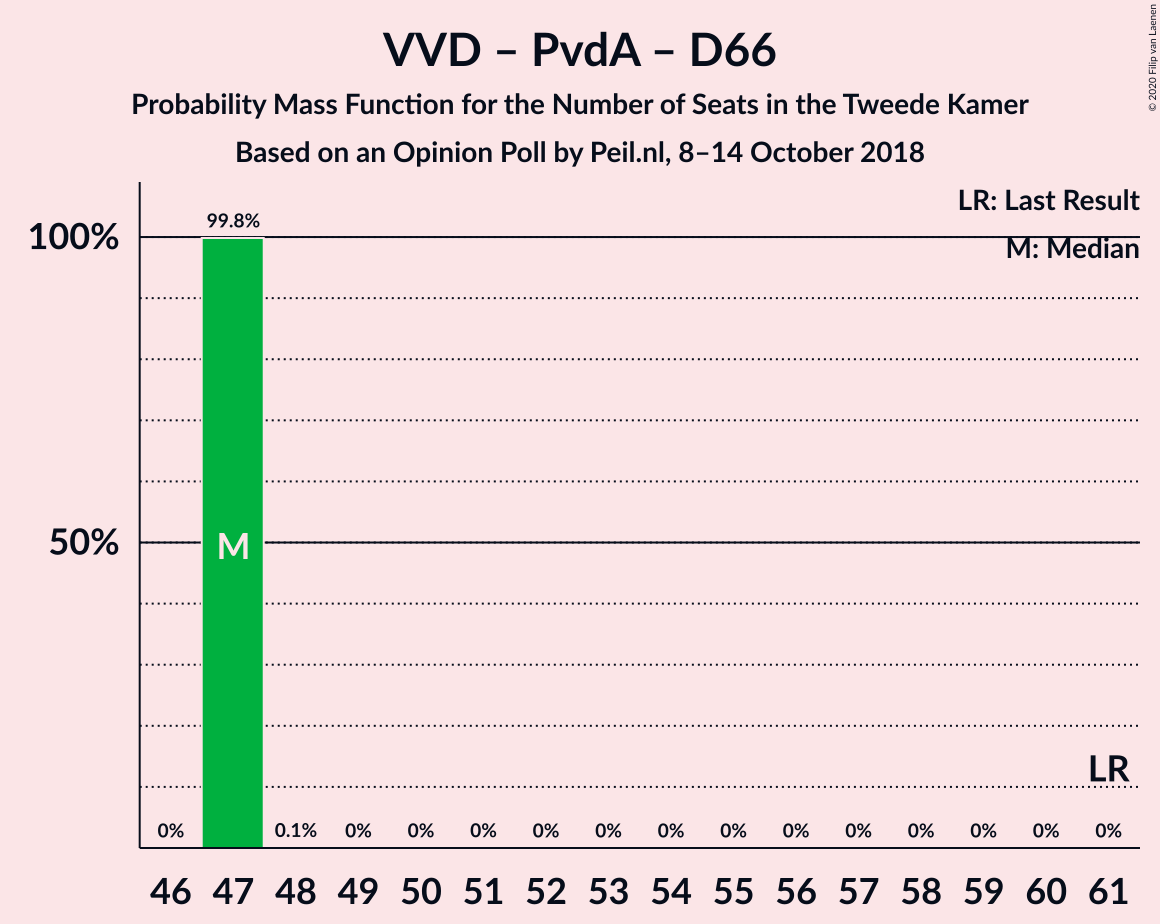 VVD – PvdA – D66
Probability Mass Function for the Number of Seats in the Tweede Kamer
Based on an Opinion Poll by Peil.nl, 8–14 October 2018
© 2020 Filip van Laenen
LR: Last Result
M: Median
99.8%
100%
50%
M
LR
0% 0.1% 0% 0% 0% 0% 0% 0% 0% 0% 0% 0% 0% 0% 0%
46 47 48 49 50 51 52 53 54 55 56 57 58 59 60 61